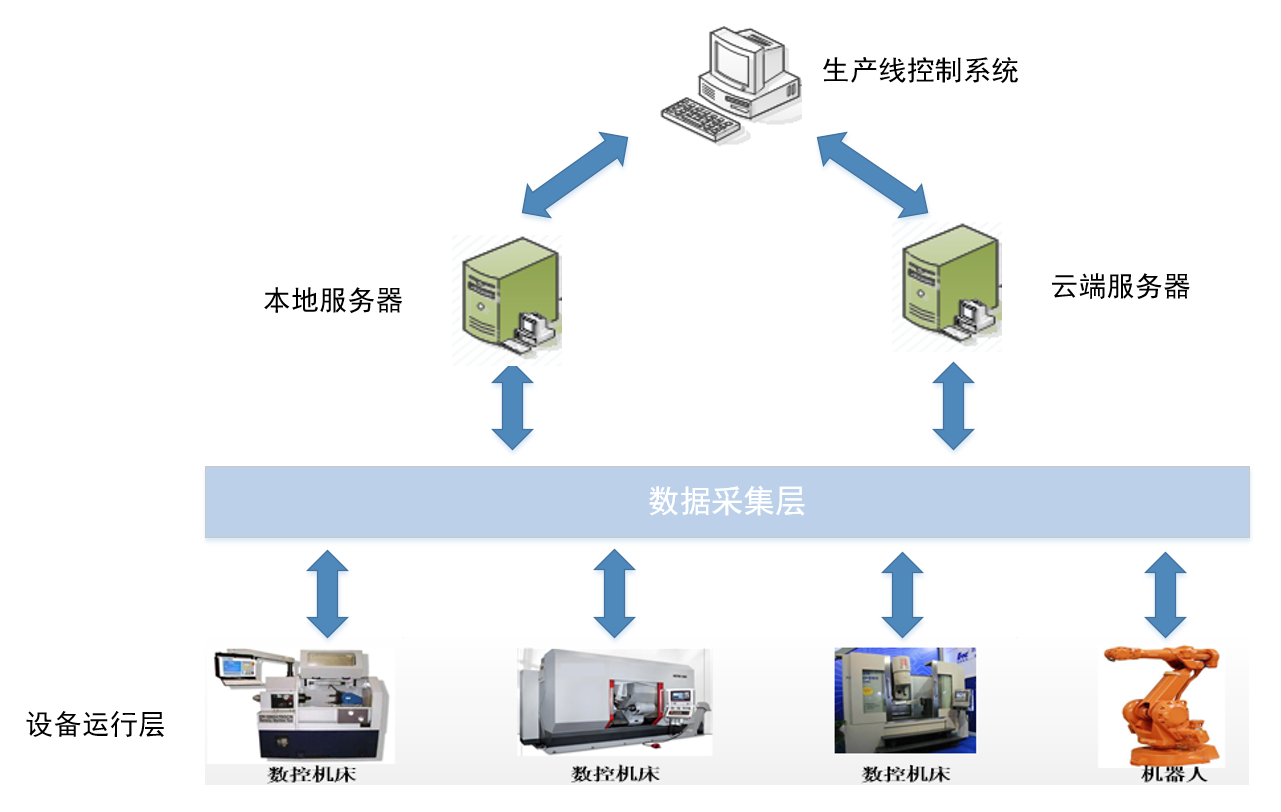 生产线控制系统
本地服务器
云端服务器
数据采集层
设备运行层
数控机床
数控机床
数控机床
机器人